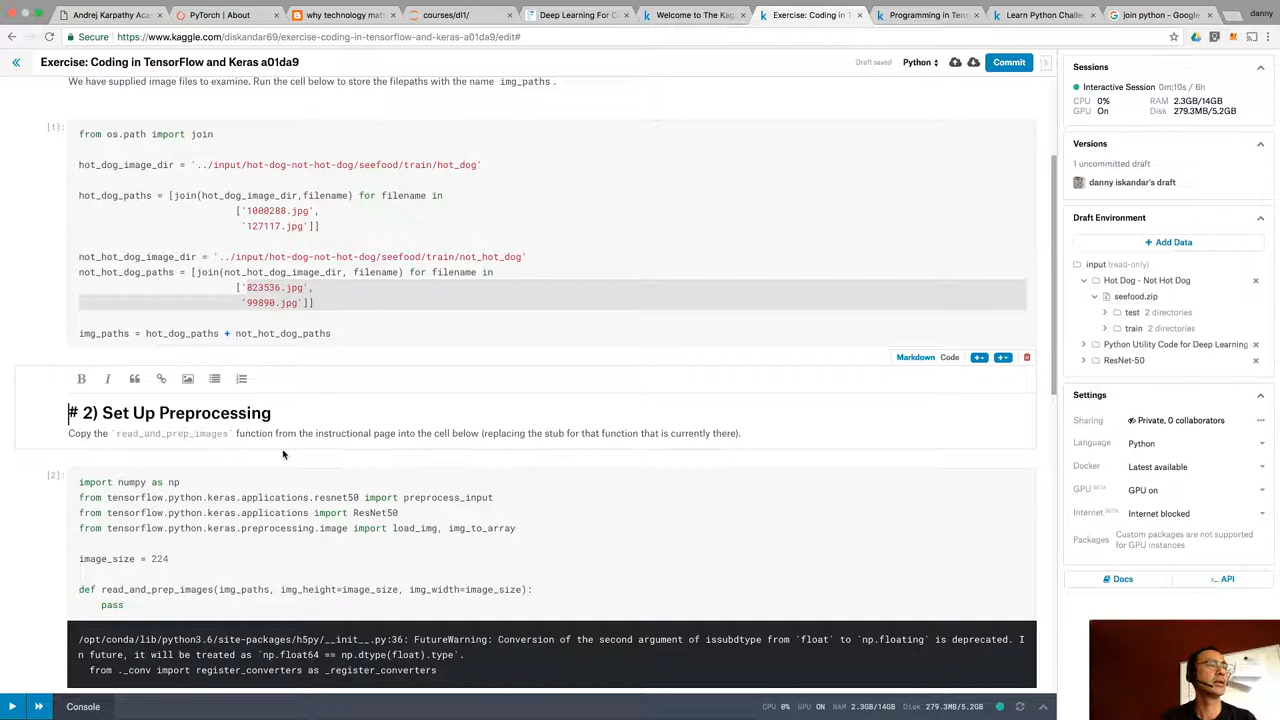 Andrej Karpathy Acade
PyTorch | About
why technology mat
courses/dl1/
Deep Learning For C
Welcome to The Kag
Exercise: Coding in T
Programming in Ten
Learn Python Challe
join python - Google
danny
Secure
https://www.kaggle.com/diskandar69/exercise-coding-in-tensorflow-and-keras-a01da9/edit#
Exercise: Coding in TensorFlow and Keras a01da9
Draft saved
Python
Commit
We have supplied image files to examine. Run the cell below to store the filepaths with the name img_paths .
[1]:
from os.path import join
hot_dog_image_dir = '../input/hot-dog-not-hot-dog/seefood/train/hot_dog'
hot_dog_paths = [join(hot_dog_image_dir,filename) for filename in
['1000288.jpg',
'127117.jpg']]
not_hot_dog_image_dir = '../input/hot-dog-not-hot-dog/seefood/train/not_hot_dog'
not_hot_dog_paths = [join(not_hot_dog_image_dir, filename) for filename in
['823536.jpg',
'99890.jpg']]
img_paths = hot_dog_paths + not_hot_dog_paths
Markdown Code
B I
# 2) Set Up Preprocessing
Copy the `read_and_prep_images` function from the instructional page into the cell below (replacing the stub for that function that is currently there).
[2]:
import numpy as np
from tensorflow.python.keras.applications.resnet50 import preprocess_input
from tensorflow.python.keras.applications import ResNet50
from tensorflow.python.keras.preprocessing.image import load_img, img_to_array
image_size = 224
def read_and_prep_images(img_paths, img_height=image_size, img_width=image_size):
pass
/opt/conda/lib/python3.6/site-packages/h5py/__init__.py:36: FutureWarning: Conversion of the second argument of issubdtype from `float` to `np.floating` is deprecated. I
n future, it will be treated as `np.float64 == np.dtype(float).type`.
from ._conv import register_converters as _register_converters
Console
CPU 0% GPU ON RAM 2.3GB/14GB Disk 279.3MB/5.2GB
Sessions
Interactive Session 0m:10s / 6h
CPU 0% RAM 2.3GB/14GB
GPU On Disk 279.3MB/5.2GB
Versions
1 uncommitted draft
danny iskandar's draft
Draft Environment
+ Add Data
input (read-only)
Hot Dog - Not Hot Dog
seefood.zip
test 2 directories
train 2 directories
Python Utility Code for Deep Learning
ResNet-50
Settings
Sharing Private, 0 collaborators
Language Python
Docker Latest available
GPU BETA GPU on
Internet BETA Internet blocked
Packages Custom packages are not supported
for GPU instances
Docs
API